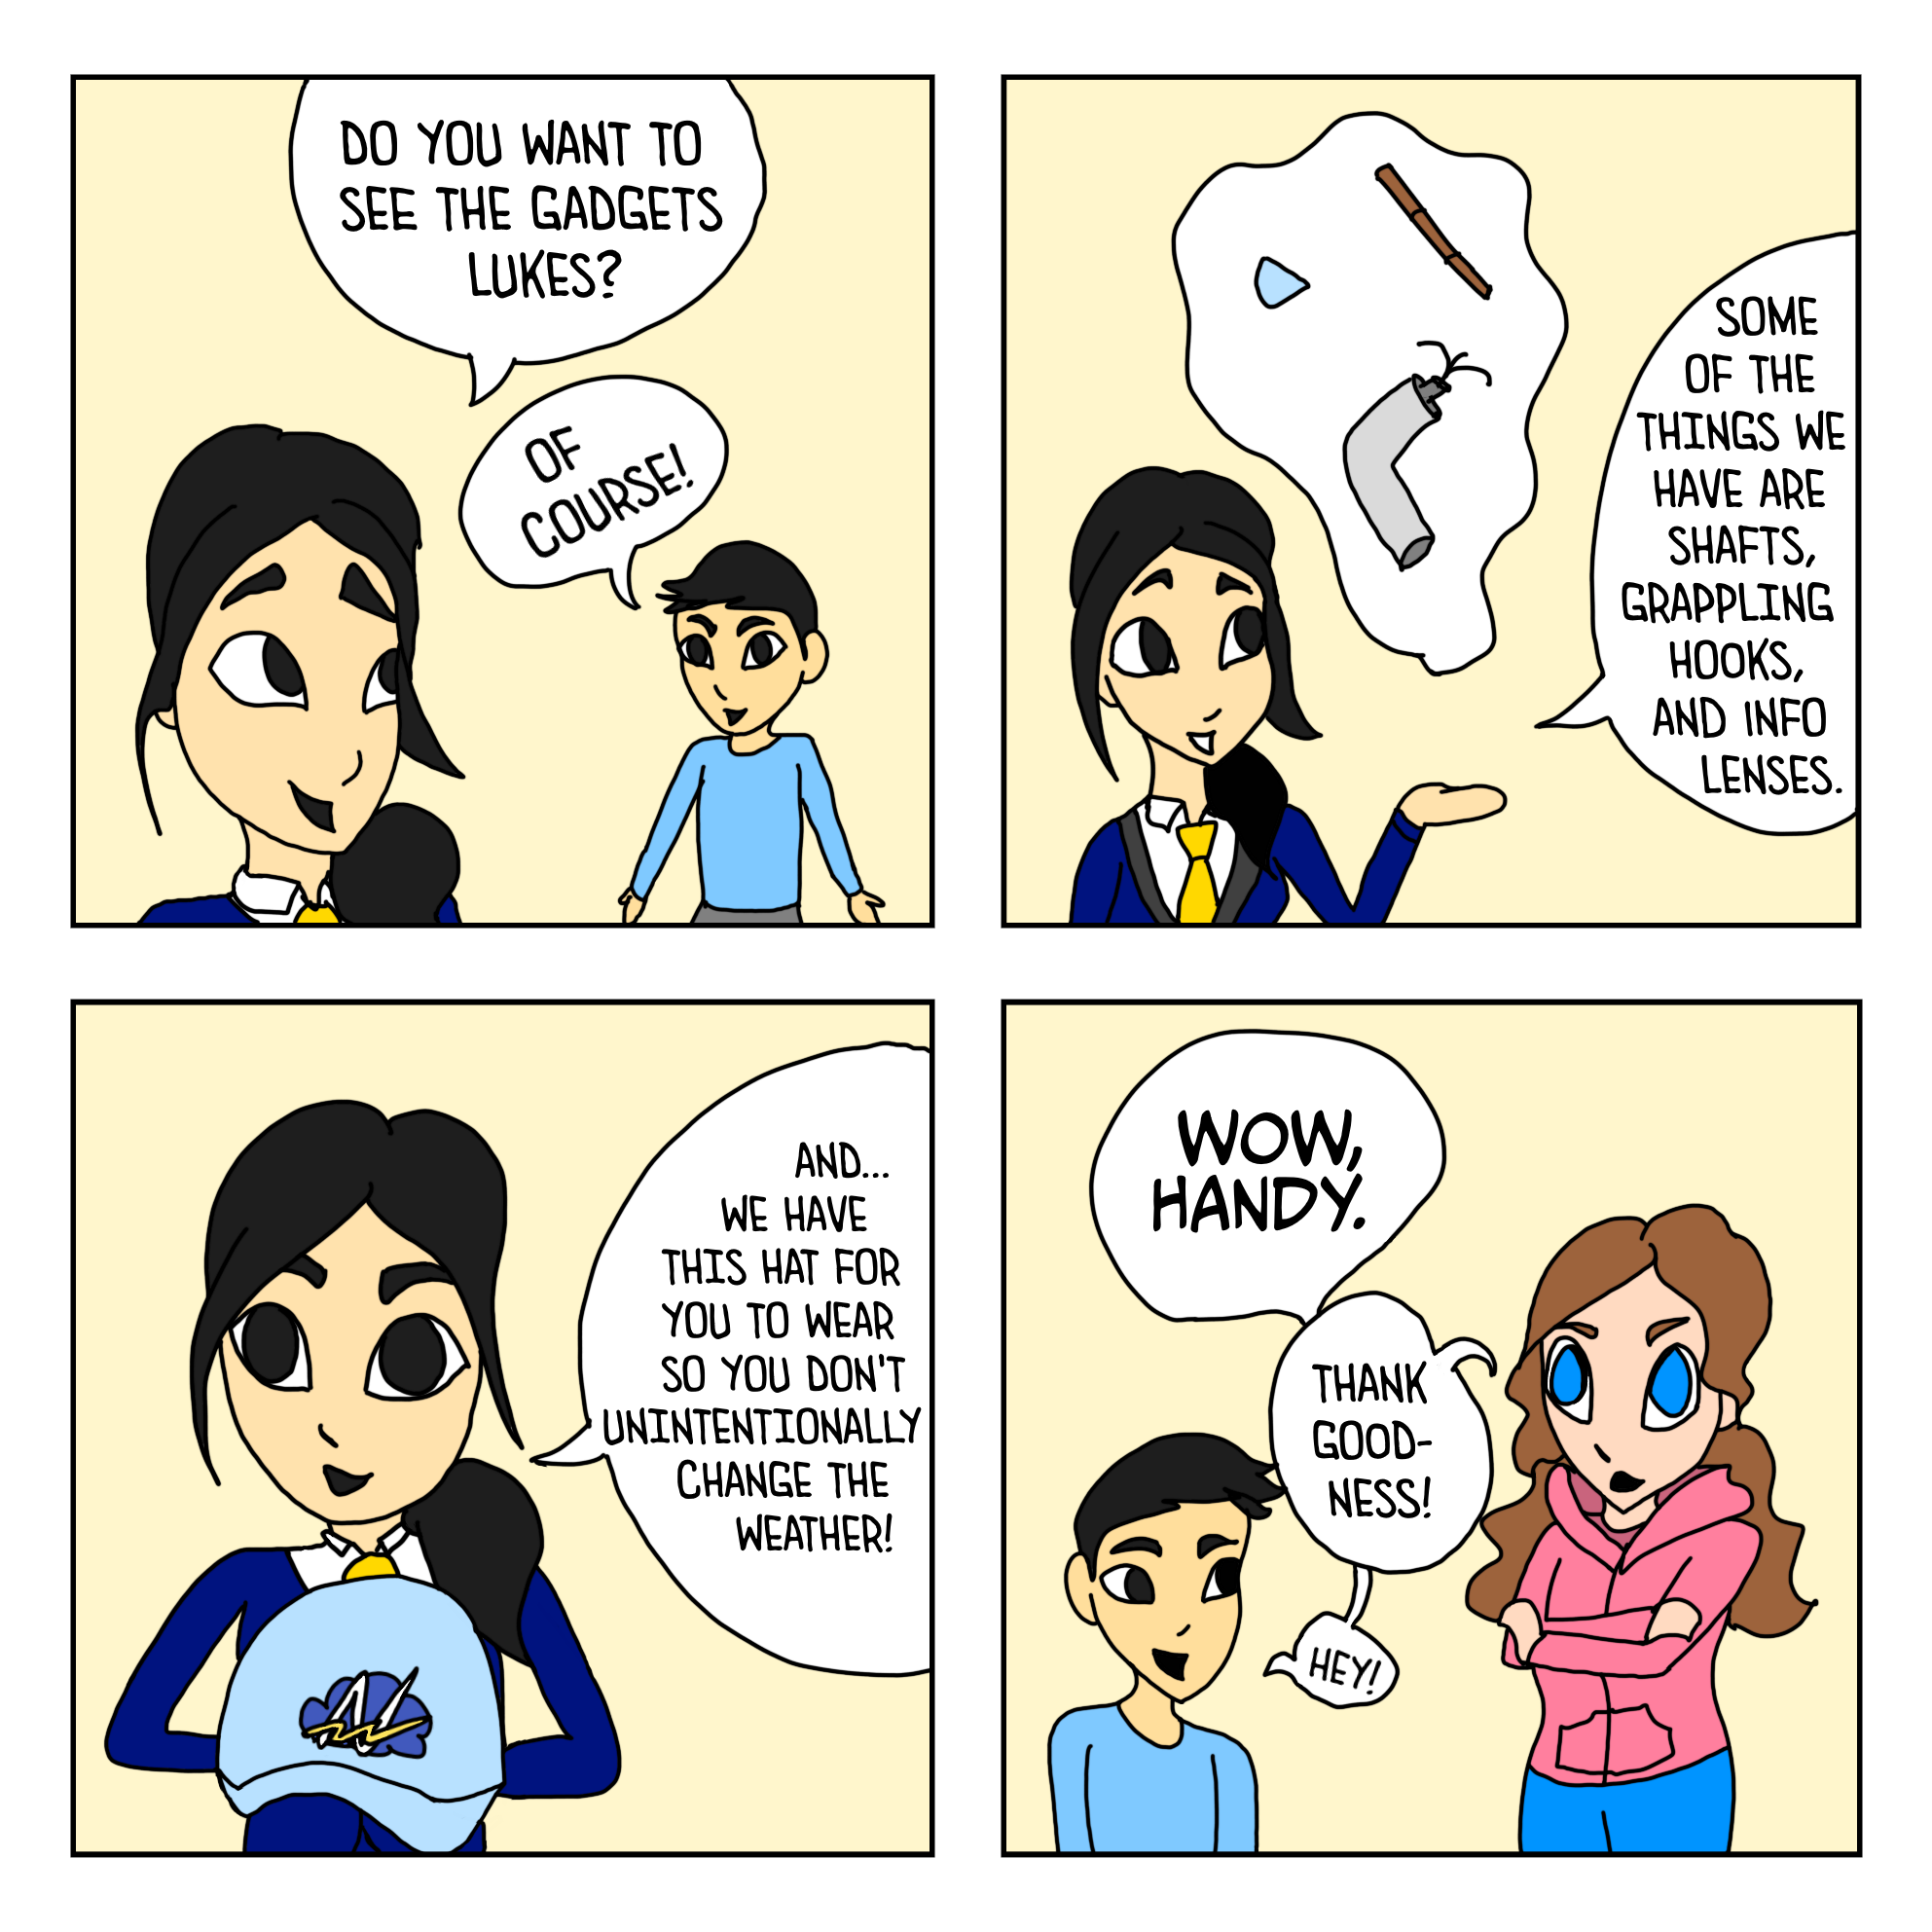 DO YOU WANT TO
SEE THE GADGETS
LUKES?
OF
COURSE!
SOME
OF THE
THINGS WE
HAVE ARE
SHAFTS,
GRAPPLING
HOOKS,
AND INFO
LENSES.
AND...
WE HAVE
THIS HAT FOR
YOU TO WEAR
SO YOU DON'T
UNINTENTIONALLY
CHANGE THE
WEATHER!
WOW,
HANDY.
THANK
GOOD-
NESS!
HEY!